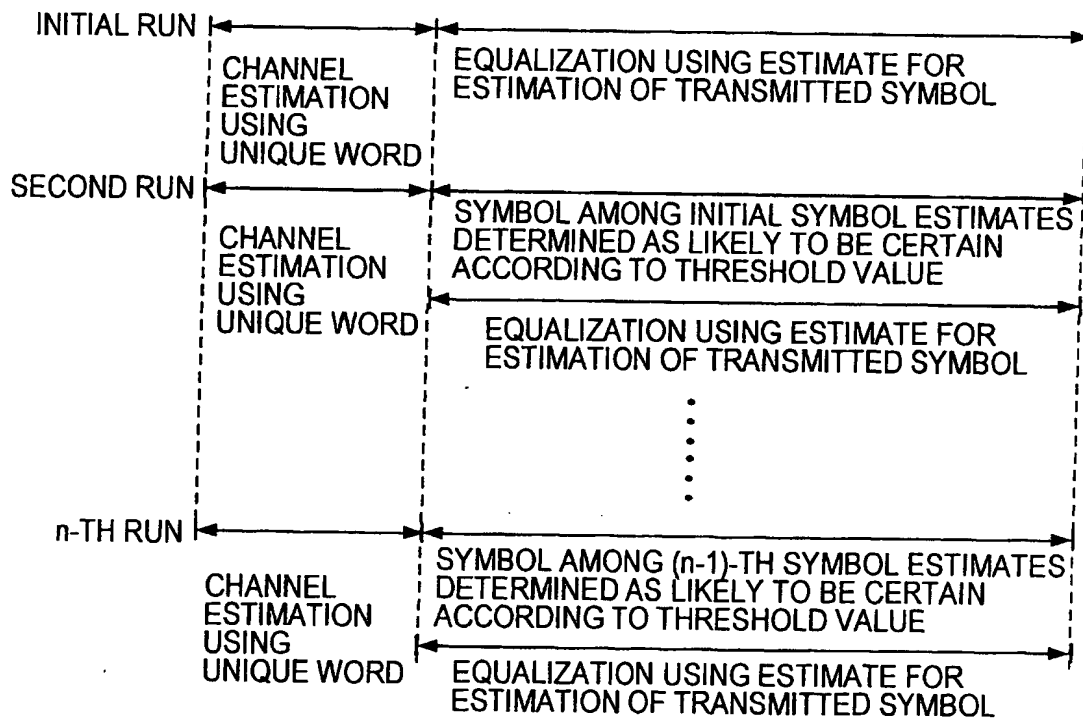 INITIAL RUN
CHANNEL
ESTIMATION
USING
UNIQUE WORD
EQUALIZATION USING ESTIMATE FOR
ESTIMATION OF TRANSMITTED SYMBOL
SECOND RUN
CHANNEL
ESTIMATION
USING
UNIQUE WORD
SYMBOL AMONG INITIAL SYMBOL ESTIMATES
DETERMINED AS LIKELY TO BE CERTAIN
ACCORDING TO THRESHOLD VALUE
EQUALIZATION USING ESTIMATE FOR
ESTIMATION OF TRANSMITTED SYMBOL
n-TH RUN
CHANNEL
ESTIMATION
USING
UNIQUE WORD
SYMBOL AMONG (n-1)-TH SYMBOL ESTIMATES
DETERMINED AS LIKELY TO BE CERTAIN
ACCORDING TO THRESHOLD VALUE
EQUALIZATION USING ESTIMATE FOR
ESTIMATION OF TRANSMITTED SYMBOL